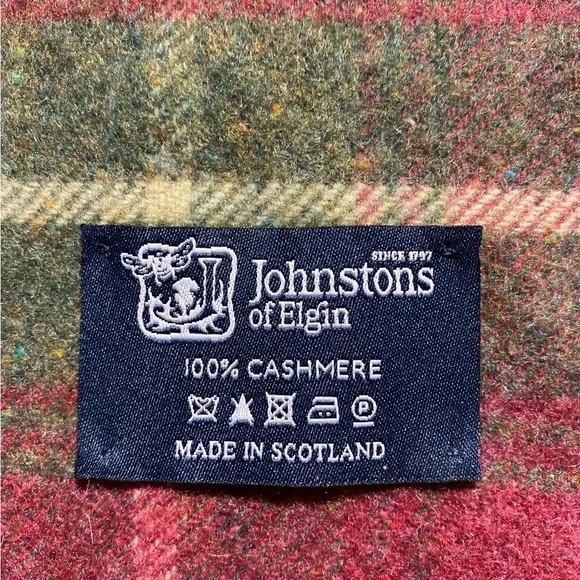 SINCE 1797
Johnstons
of Elgin
100% CASHMERE
P
MADE IN SCOTLAND